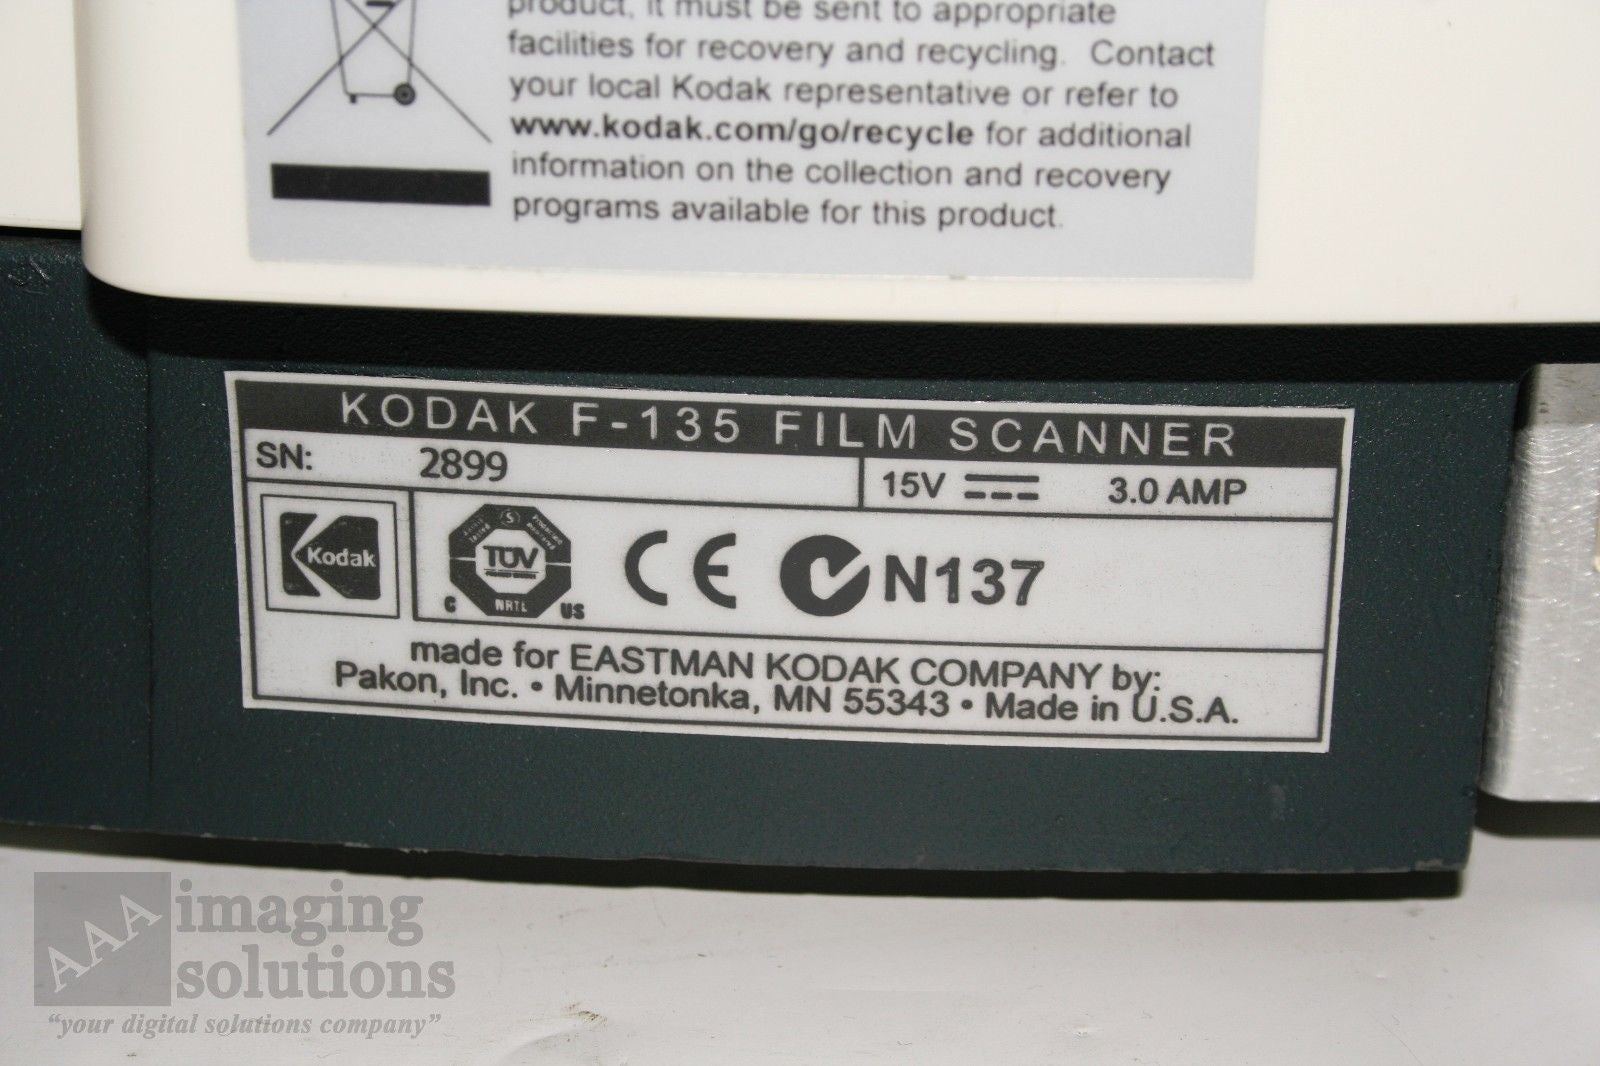 product, it must be sent to appropriate
facilities for recovery and recycling. Contact
your local Kodak representative or refer to
www.kodak.com/go/recycle for additional
information on the collection and recovery
programs available for this product.
KODAK F-135 FILM SCANNER
SN: 2899
15V 3.0 AMP
Kodak
S
TÜV
NRTL
C US
CE
N137
made for EASTMAN KODAK COMPANY by:
Pakon, Inc. • Minnetonka, MN 55343 • Made in U.S.A.
AAA imaging
solutions
"your digital solutions company"